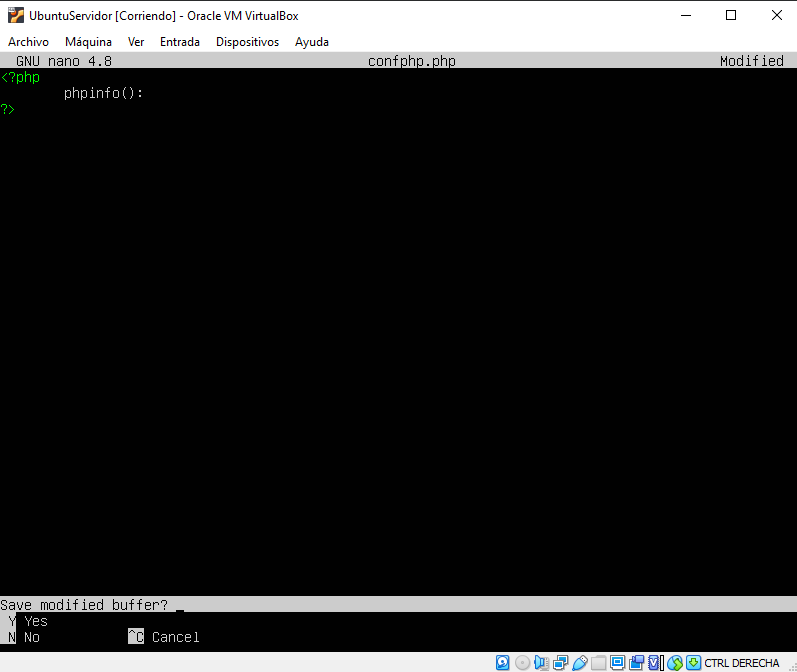 UbuntuServidor [Corriendo] - Oracle VM VirtualBox
Archivo Máquina Ver Entrada Dispositivos Ayuda
GNU nano 4.8 confphp.php Modified
<?php
phpinfo():
?>
Save modified buffer?
Y Yes
N No ^C Cancel
CTRL DERECHA